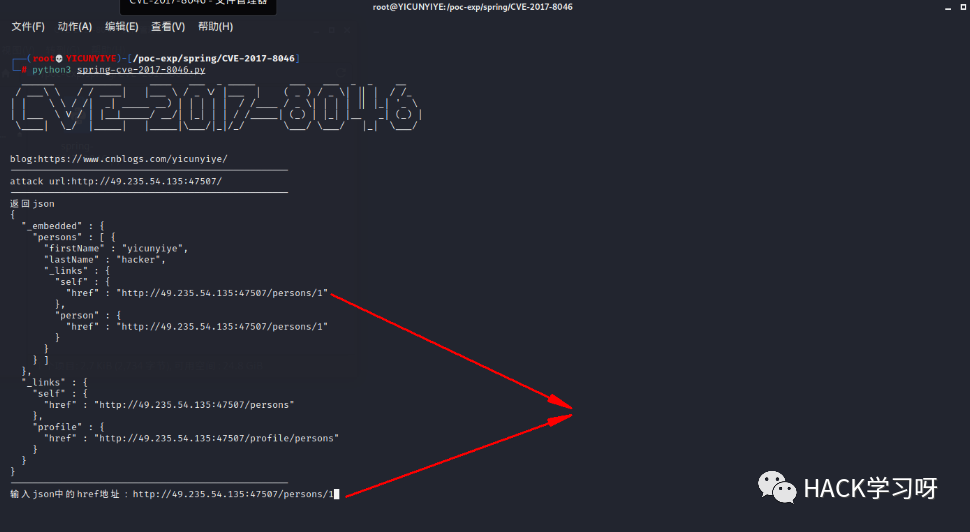 CVE-2017-8046 - 文件管理器
root@YICUNYIYE:/poc-exp/spring/CVE-2017-8046
文件(F) 动作(A) 编辑(E) 查看(V) 帮助(H)
┌──(root💀YICUNYIYE)-[/poc-exp/spring/CVE-2017-8046]
└─# python3 spring-cve-2017-8046.py
CVE-2017-8046
blog:https://www.cnblogs.com/yicunyiye/
attack url:http://49.235.54.135:47507/
返回json
{
"_embedded" : {
"persons" : [ {
"firstName" : "yicunyiye",
"lastName" : "hacker",
"_links" : {
"self" : {
"href" : "http://49.235.54.135:47507/persons/1"
},
"person" : {
"href" : "http://49.235.54.135:47507/persons/1"
}
}
} ]
},
"_links" : {
"self" : {
"href" : "http://49.235.54.135:47507/persons"
},
"profile" : {
"href" : "http://49.235.54.135:47507/profile/persons"
}
}
}
输入json中的href地址 : http://49.235.54.135:47507/persons/1
HACK学习呀